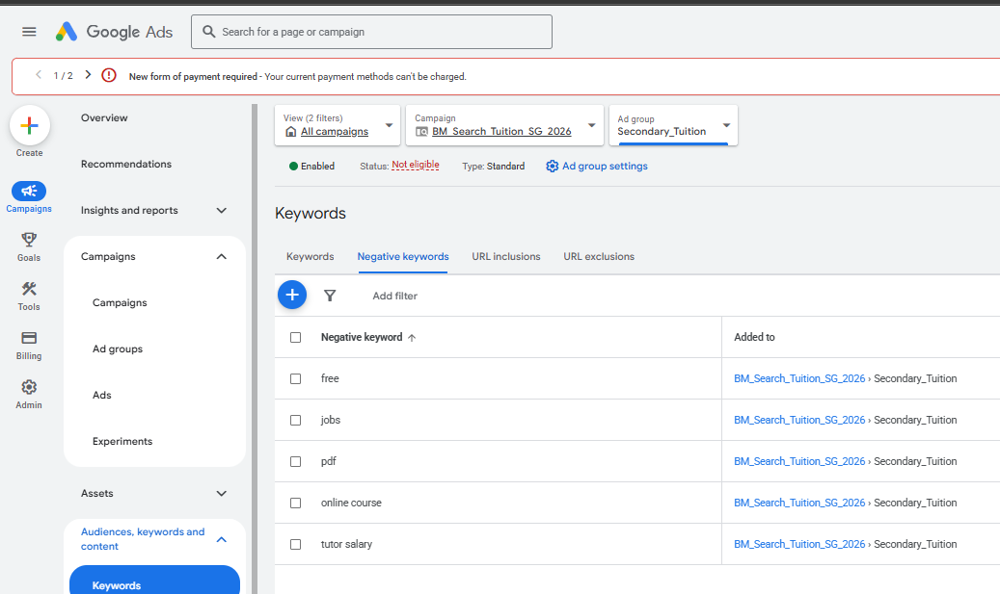 Google Ads
Search for a page or campaign
1 / 2
New form of payment required - Your current payment methods can't be charged.
Create
Campaigns
Goals
Tools
Billing
Admin
Overview
Recommendations
Insights and reports
Campaigns
Campaigns
Ad groups
Ads
Experiments
Assets
Audiences, keywords and
content
Keywords
View (2 filters)
All campaigns
Campaign
BM_Search_Tuition_SG_2026
Ad group
Secondary_Tuition
Enabled
Status: Not eligible
Type: Standard
Ad group settings
Keywords
Keywords
Negative keywords
URL inclusions
URL exclusions
Add filter
Negative keyword
Added to
free
BM_Search_Tuition_SG_2026 › Secondary_Tuition
jobs
BM_Search_Tuition_SG_2026 › Secondary_Tuition
pdf
BM_Search_Tuition_SG_2026 › Secondary_Tuition
online course
BM_Search_Tuition_SG_2026 › Secondary_Tuition
tutor salary
BM_Search_Tuition_SG_2026 › Secondary_Tuition